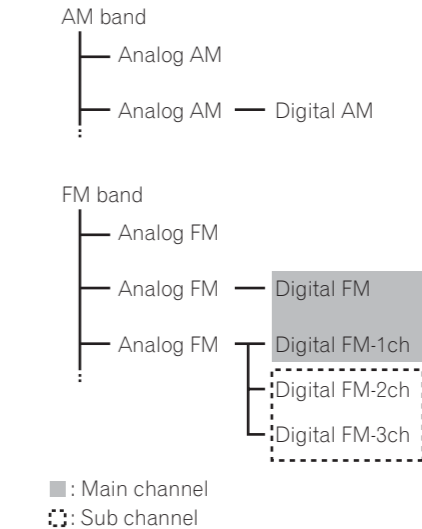 AM band
Analog AM
Analog AM Digital AM
FM band
Analog FM
Analog FM Digital FM
Analog FM Digital FM-1ch
Digital FM-2ch
Digital FM-3ch
: Main channel
: Sub channel